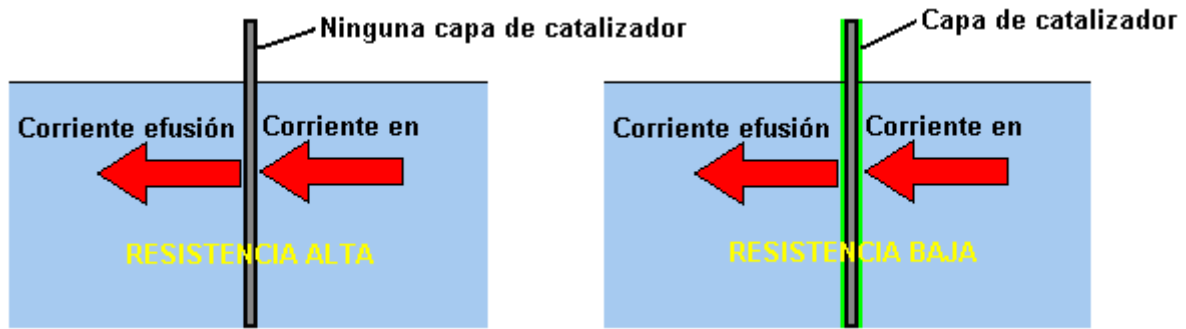 Ninguna capa de catalizador
Corriente efusión
Corriente en
RESISTENCIA ALTA
Capa de catalizador
Corriente efusión
Corriente en
RESISTENCIA BAJA